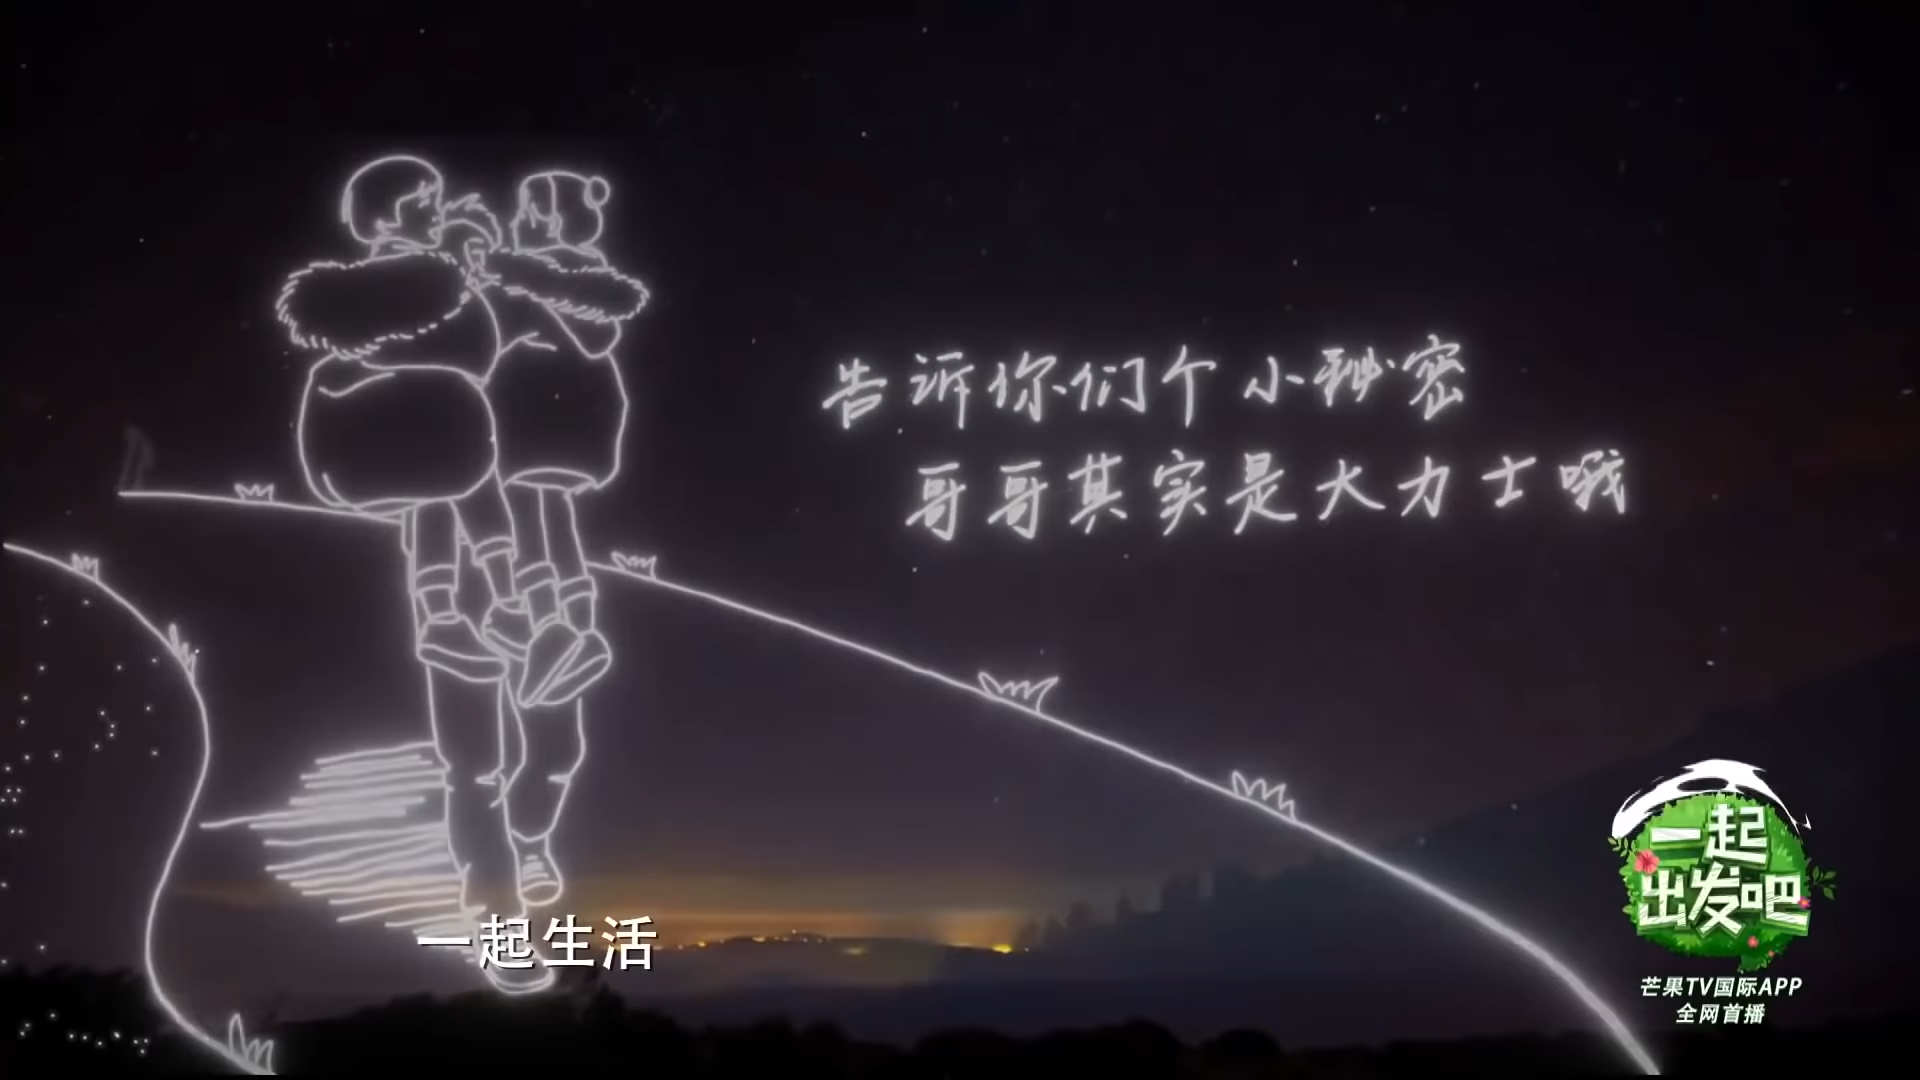 告诉你们个小秘密
哥哥其实是大力士哦
一起生活
一起
出发吧
芒果TV国际APP
全网首播